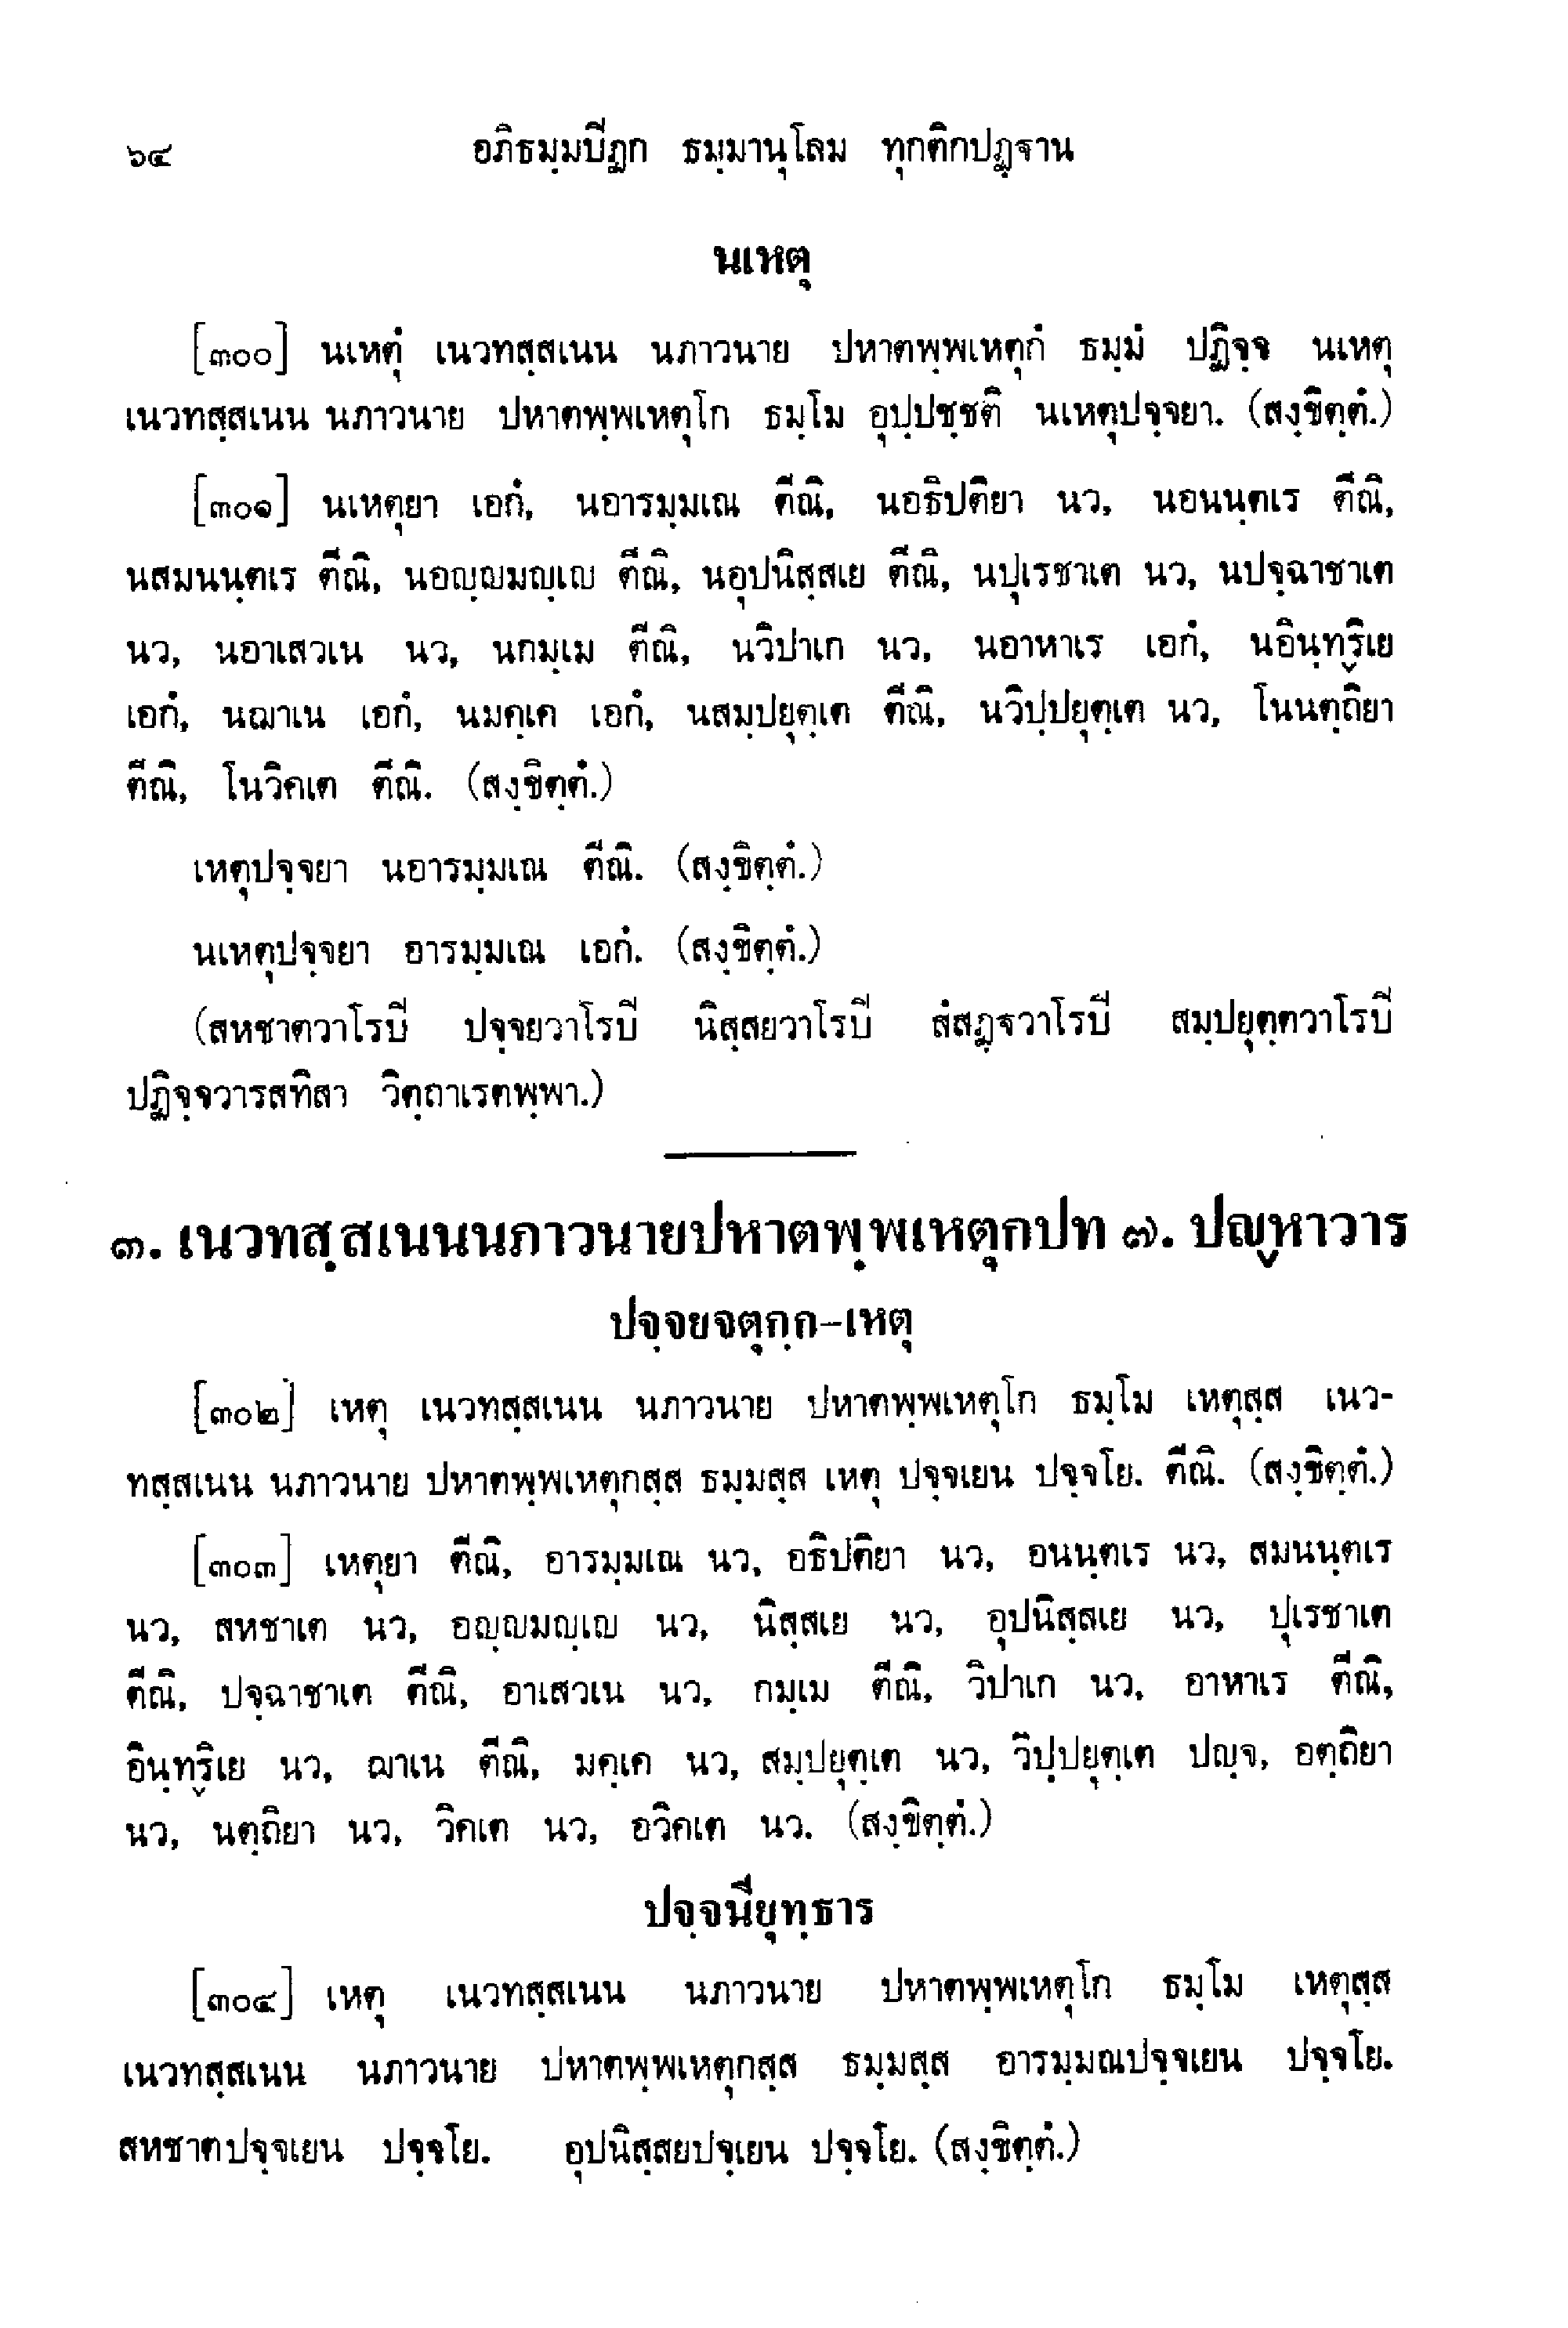 ๖๔ อภิธมฺมปิฏก ธมฺมานุโลม ทุกติกปฏฺฐาน
นเหตุ
[๓๐๐] นเหตุํ เนวทสฺสเนน นภาวนาย ปหาตพฺพเหตุกํ ธมฺมํ ปฏิจฺจ นเหตุ
เนวทสฺสเนน นภาวนาย ปหาตพฺพเหตุโก ธมฺโม อุปฺปชฺชติ นเหตุปจฺจยา. (สงฺขิตฺตํ.)
[๓๐๑] นเหตุยา เอกํ, นอารมฺมเณ ตีณิ, นอธิปติยา นว, นอนนฺตเร ตีณิ,
นสมนนฺตเร ตีณิ, นอญฺญมญฺเญ ตีณิ, นอุปนิสฺสเย ตีณิ, นปุเรชาเต นว, นปจฺฉาชาเต
นว, นอาเสวเน นว, นกมฺเม ตีณิ, นวิปาเก นว, นอาหาเร เอกํ, นอินฺทฺริเย
เอกํ, นฌาเน เอกํ, นมคฺเค เอกํ, นสมฺปยุตฺเต ตีณิ, นวิปฺปยุตฺเต นว, โนนตฺถิยา
ตีณิ, โนวิคเต ตีณิ. (สงฺขิตฺตํ.)
เหตุปจฺจยา นอารมฺมเณ ตีณิ. (สงฺขิตฺตํ.)
นเหตุปจฺจยา อารมฺมเณ เอกํ. (สงฺขิตฺตํ.)
(สหชาตวาโรปิ ปจฺจยวาโรปิ นิสฺสยวาโรปิ สํสฏฺฐวาโรปิ สมฺปยุตฺตวาโรปิ
ปฏิจฺจวารสทิสา วิตฺถาเรตพฺพา.)
๓. เนวทสฺสเนนนภาวนายปหาตพฺพเหตุกปท ๗. ปญฺหาวาร
ปจฺจยจตุกฺก-เหตุ
[๓๐๒] เหตุ เนวทสฺสเนน นภาวนาย ปหาตพฺพเหตุโก ธมฺโม เหตุสฺส เนว-
ทสฺสเนน นภาวนาย ปหาตพฺพเหตุกสฺส ธมฺมสฺส เหตุ ปจฺจเยน ปจฺจโย. ตีณิ. (สงฺขิตฺตํ.)
[๓๐๓] เหตุยา ตีณิ, อารมฺมเณ นว, อธิปติยา นว, อนนฺตเร นว, สมนนฺตเร
นว, สหชาเต นว, อญฺญมญฺเญ นว, นิสฺสเย นว, อุปนิสฺสเย นว, ปุเรชาเต
ตีณิ, ปจฺฉาชาเต ตีณิ, อาเสวเน นว, กมฺเม ตีณิ, วิปาเก นว, อาหาเร ตีณิ,
อินฺทฺริเย นว, ฌาเน ตีณิ, มคฺเค นว, สมฺปยุตฺเต นว, วิปฺปยุตฺเต ปญฺจ, อตฺถิยา
นว, นตฺถิยา นว, วิคเต นว, อวิคเต นว. (สงฺขิตฺตํ.)
ปจฺจนียุทฺธาร
[๓๐๔] เหตุ เนวทสฺสเนน นภาวนาย ปหาตพฺพเหตุโก ธมฺโม เหตุสฺส
เนวทสฺสเนน นภาวนาย ปหาตพฺพเหตุกสฺส ธมฺมสฺส อารมฺมณปจฺจเยน ปจฺจโย.
สหชาตปจฺจเยน ปจฺจโย. อุปนิสฺสยปจฺเยน ปจฺจโย. (สงฺขิตฺตํ.)